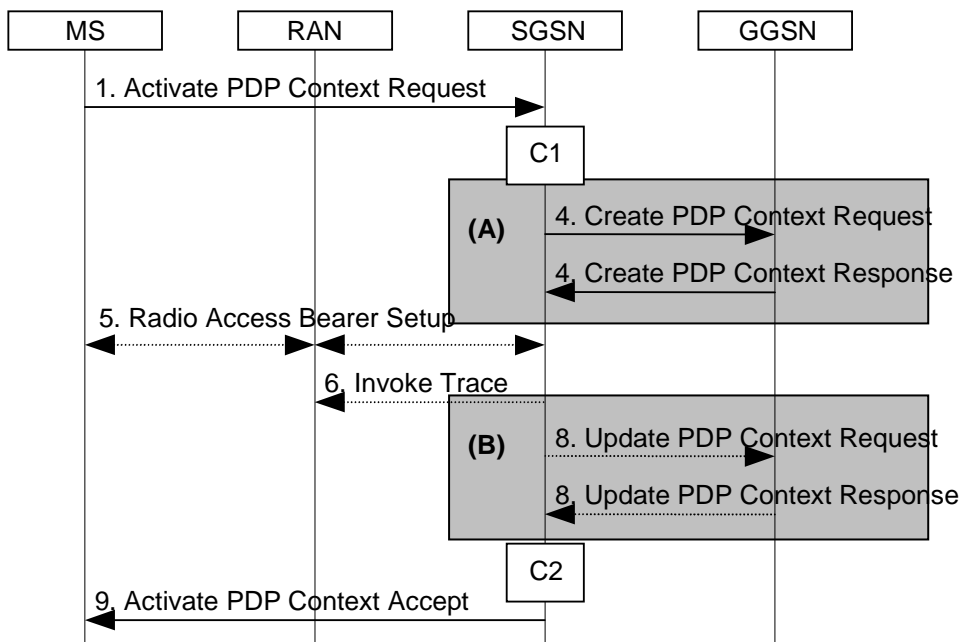 MS
RAN
SGSN
GGSN
1. Activate PDP Context Request
C1
(A)
4. Create PDP Context Request
4. Create PDP Context Response
5. Radio Access Bearer Setup
6. Invoke Trace
(B)
8. Update PDP Context Request
8. Update PDP Context Response
C2
9. Activate PDP Context Accept